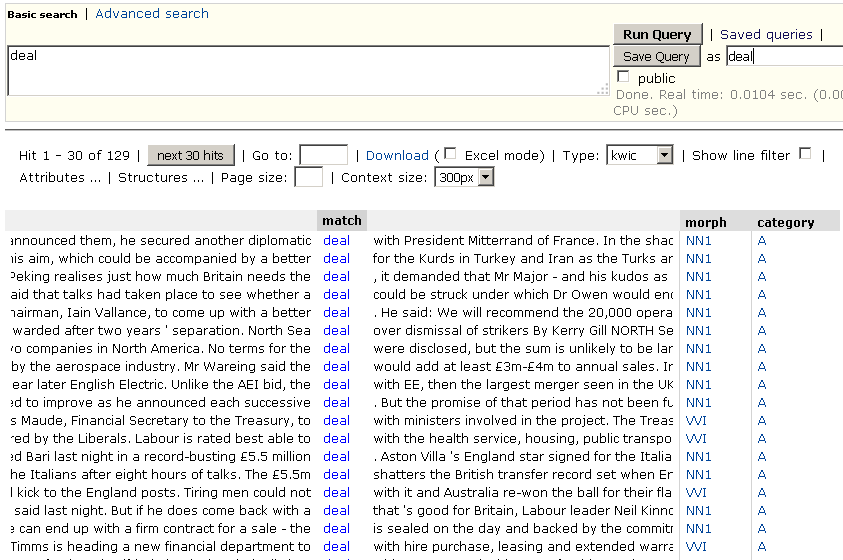 Basic search | Advanced search
deal
Run Query | Saved queries |
Save Query as deal
public
Done. Real time: 0.0104 sec. (0.00
CPU sec.)
Hit 1 - 30 of 129 | next 30 hits | Go to: | Download ( Excel mode) | Type: kwic | Show line filter |
Attributes ... | Structures ... | Page size: | Context size: 300px
match morph category
announced them, he secured another diplomatic deal with President Mitterrand of France. In the NN1 A
his aim, which could be accompanied by a better deal for the Kurds in Turkey and Iran as the Turks NN1 A
Peking realises just how much Britain needs the deal , it demanded that Mr Major - and his kudos as NN1 A
said that talks had taken place to see whether a deal could be struck under which Dr Owen would NN1 A
hairman, Iain Vallance, to come up with a better deal . He said: We will recommend the 20,000 NN1 A
warded after two years ' separation. North Sea deal over dismissal of strikers By Kerry Gill NORTH NN1 A
companies in North America. No terms for the deal were disclosed, but the sum is unlikely to be NN1 A
by the aerospace industry. Mr Wareing said the deal would add at least £3m-£4m to annual sales. NN1 A
ear later English Electric. Unlike the AEI bid, the deal with EE, then the largest merger seen in the UK NN1 A
ed to improve as he announced each successive deal . But the promise of that period has not been NN1 A
s Maude, Financial Secretary to the Treasury, to deal with ministers involved in the project. The VVI A
red by the Liberals. Labour is rated best able to deal with the health service, housing, public VVI A
ed Bari last night in a record-busting £5.5 million deal . Aston Villa 's England star signed for the NN1 A
he Italians after eight hours of talks. The £5.5m deal shatters the British transfer record set when NN1 A
l kick to the England posts. Tiring men could not deal with it and Australia re-won the ball for their VVI A
said last night. But if he does come back with a deal that 's good for Britain, Labour leader Neil NN1 A
e can end up with a firm contract for a sale - the deal is sealed on the day and backed by the NN1 A
Timms is heading a new financial department to deal with hire purchase, leasing and extended VVI A